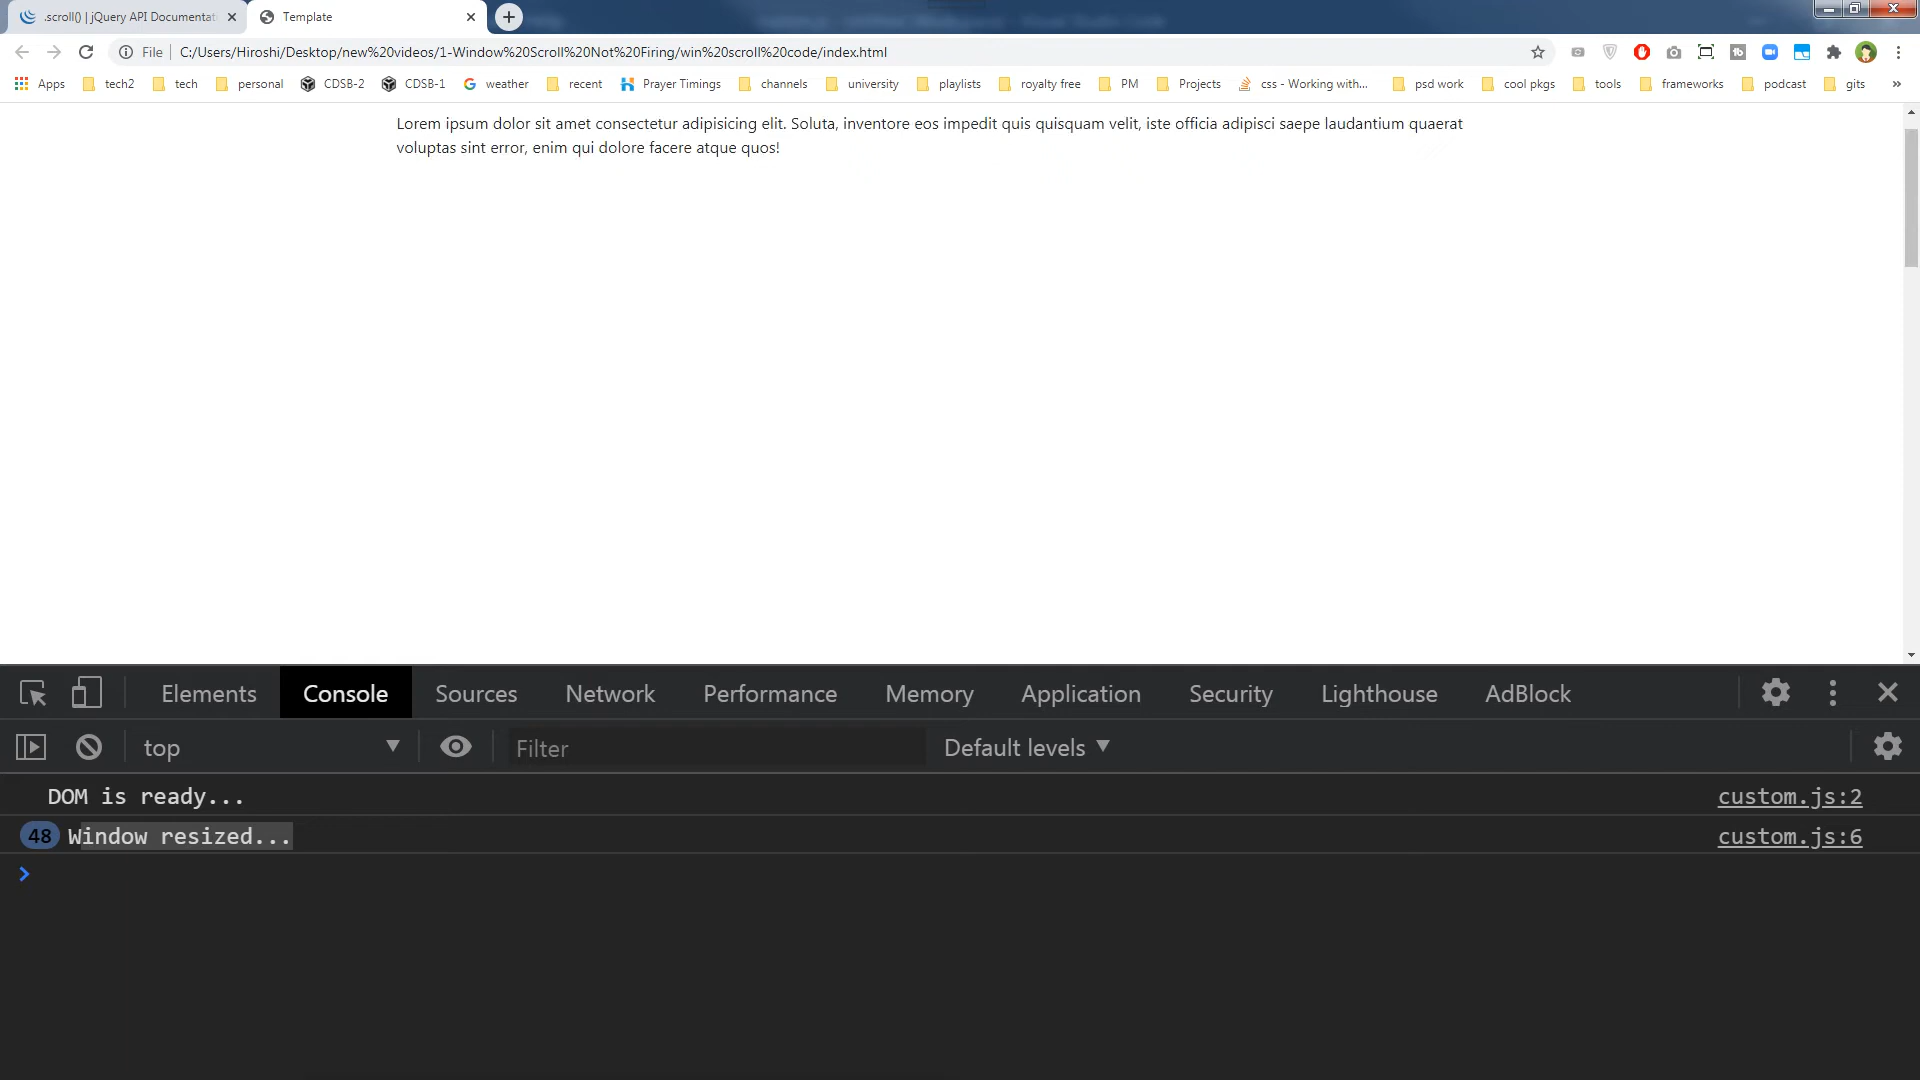 .scroll() | jQuery API Documentat
Template
File
C:/Users/Hiroshi/Desktop/new%20videos/1-Window%20Scroll%20Not%20Firing/win%20scroll%20code/index.html
Apps tech2 tech personal CDSB-2 CDSB-1 weather recent Prayer Timings channels university playlists royalty free PM Projects css - Working with... psd work cool pkgs tools frameworks podcast gits »
Lorem ipsum dolor sit amet consectetur adipisicing elit. Soluta, inventore eos impedit quis quisquam velit, iste officia adipisci saepe laudantium quaerat
voluptas sint error, enim qui dolore facere atque quos!
Elements Console Sources Network Performance Memory Application Security Lighthouse AdBlock
top Filter Default levels
DOM is ready... custom.js:2
48 Window resized... custom.js:6